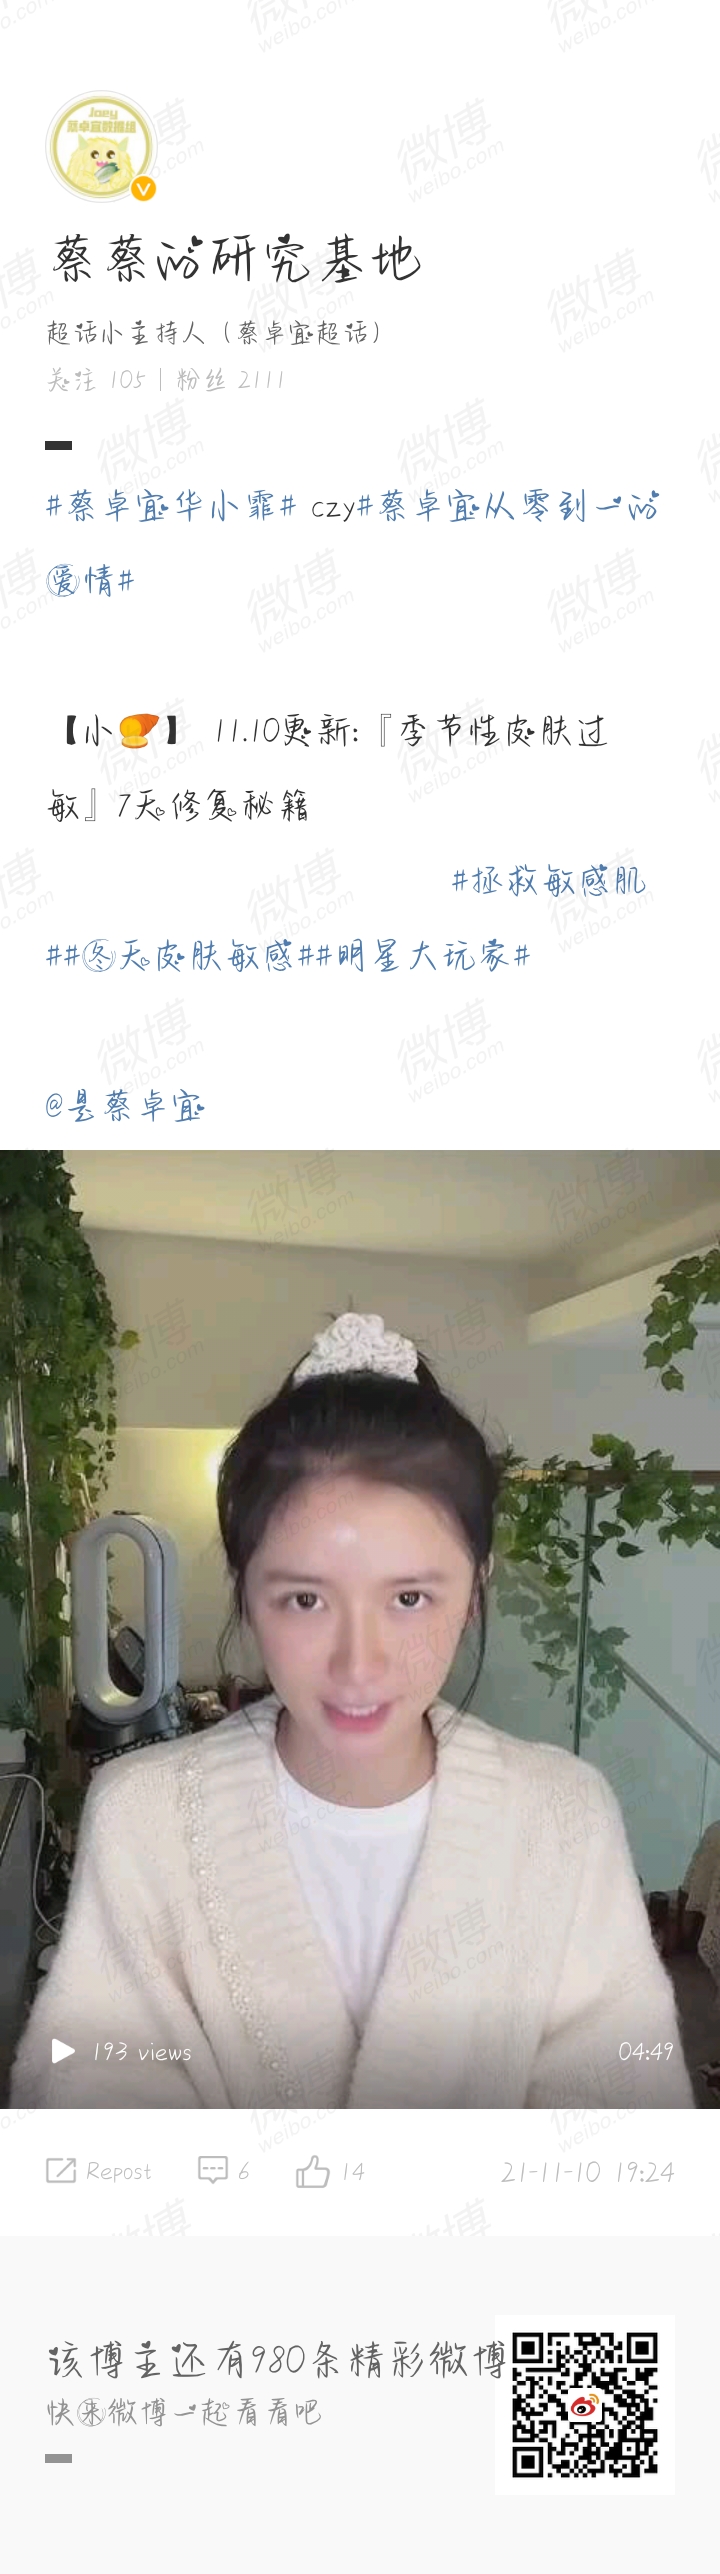 Joey
蔡卓宜数据组
蔡蔡的研究基地
超话小主持人（蔡卓宜超话）
关注 105 | 粉丝 2111
#蔡卓宜华小霏# czy#蔡卓宜从零到一的
爱情#
【小🍠】 11.10更新:『季节性皮肤过
敏』7天修复秘籍
#拯救敏感肌
##冬天皮肤敏感##明星大玩家#
@是蔡卓宜
193 views
04:49
Repost 6 14 21-11-10 19:24
该博主还有980条精彩微博
快来微博一起看看吧
微博
weibo.com